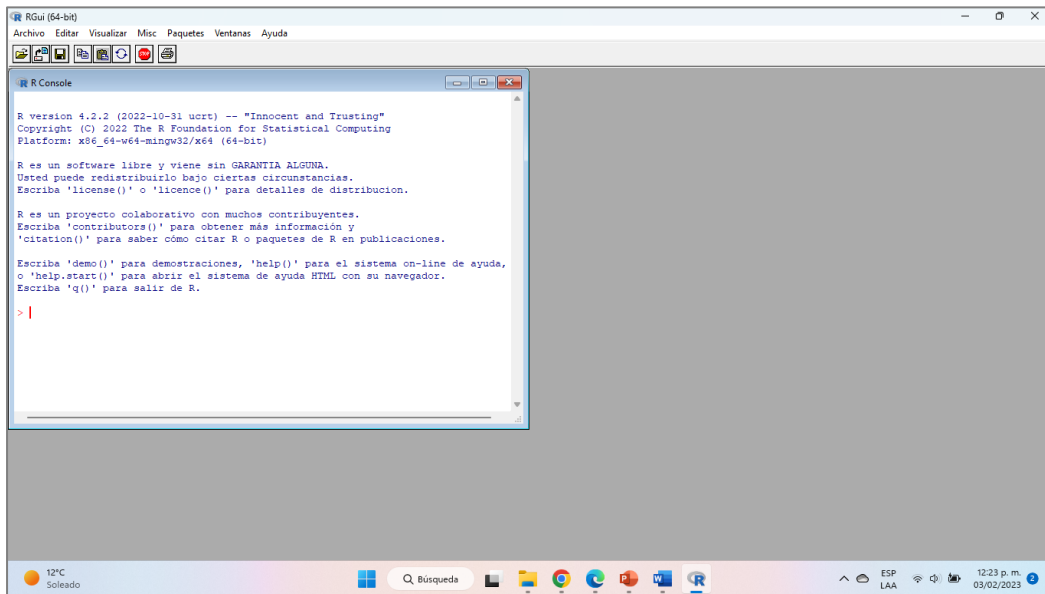 RGui (64-bit)
Archivo Editar Visualizar Misc Paquetes Ventanas Ayuda
STOP
R Console
R version 4.2.2 (2022-10-31 ucrt) -- "Innocent and Trusting"
Copyright (C) 2022 The R Foundation for Statistical Computing
Platform: x86_64-w64-mingw32/x64 (64-bit)
R es un software libre y viene sin GARANTIA ALGUNA.
Usted puede redistribuirlo bajo ciertas circunstancias.
Escriba 'license()' o 'licence()' para detalles de distribucion.
R es un proyecto colaborativo con muchos contribuyentes.
Escriba 'contributors()' para obtener más información y
'citation()' para saber cómo citar R o paquetes de R en publicaciones.
Escriba 'demo()' para demostraciones, 'help()' para el sistema on-line de ayuda,
o 'help.start()' para abrir el sistema de ayuda HTML con su navegador.
Escriba 'q()' para salir de R.
>
12°C
Soleado
Búsqueda
ESP
LAA
12:23 p. m.
03/02/2023
2